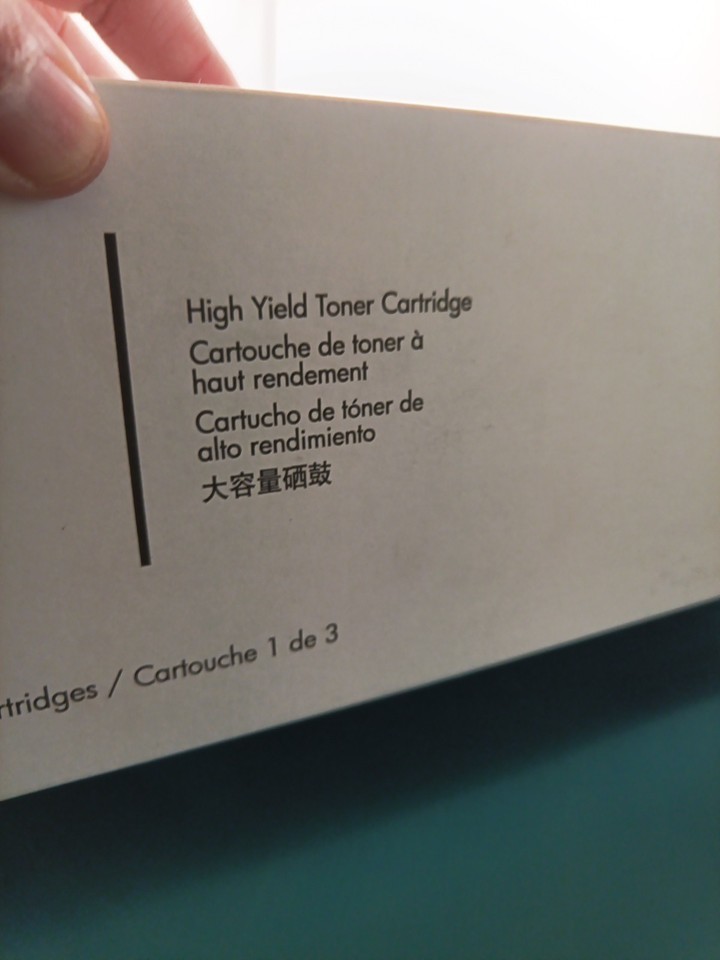 High Yield Toner Cartridge
Cartouche de toner à
haut rendement
Cartucho de tóner de
alto rendimiento
大容量硒鼓
/ Cartouche 1 de 3